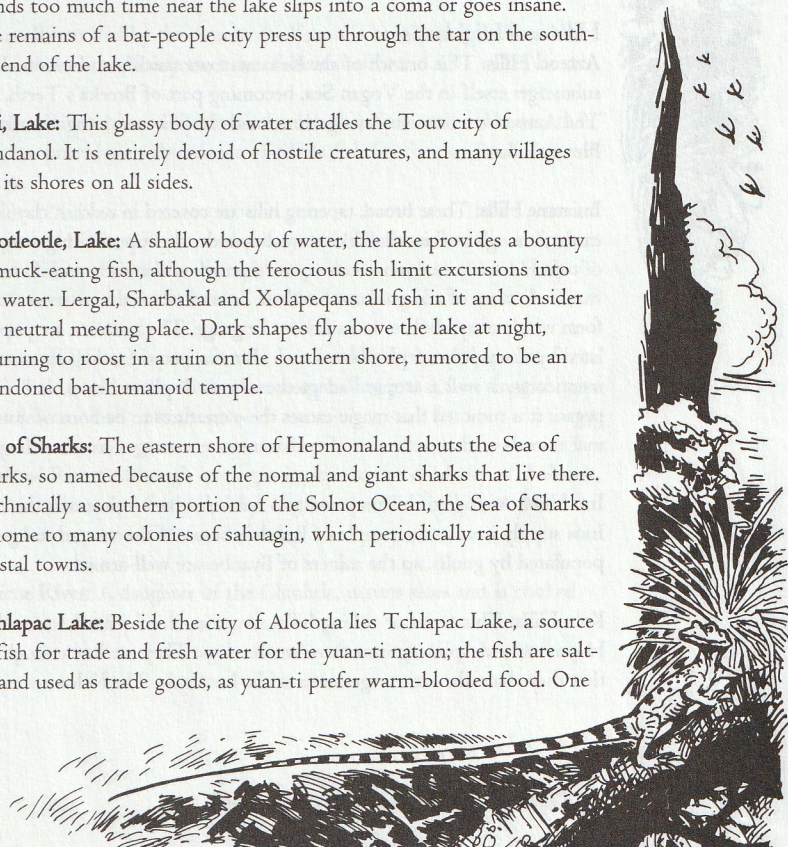 nds too much time near the lake slips into a coma or goes insane.
e remains of a bat-people city press up through the tar on the south-
end of the lake.
i, Lake: This glassy body of water cradles the Touv city of
ndanol. It is entirely devoid of hostile creatures, and many villages
its shores on all sides.
otleotle, Lake: A shallow body of water, the lake provides a bounty
muck-eating fish, although the ferocious fish limit excursions into
water. Lergal, Sharbakal and Xolapeqans all fish in it and consider
neutral meeting place. Dark shapes fly above the lake at night,
urning to roost in a ruin on the southern shore, rumored to be an
ndoned bat-humanoid temple.
of Sharks: The eastern shore of Hepmonaland abuts the Sea of
rks, so named because of the normal and giant sharks that live there.
chnically a southern portion of the Solnor Ocean, the Sea of Sharks
ome to many colonies of sahuagin, which periodically raid the
stal towns.
hlapac Lake: Beside the city of Alocotla lies Tchlapac Lake, a source
fish for trade and fresh water for the yuan-ti nation; the fish are salt-
and used as trade goods, as yuan-ti prefer warm-blooded food. One